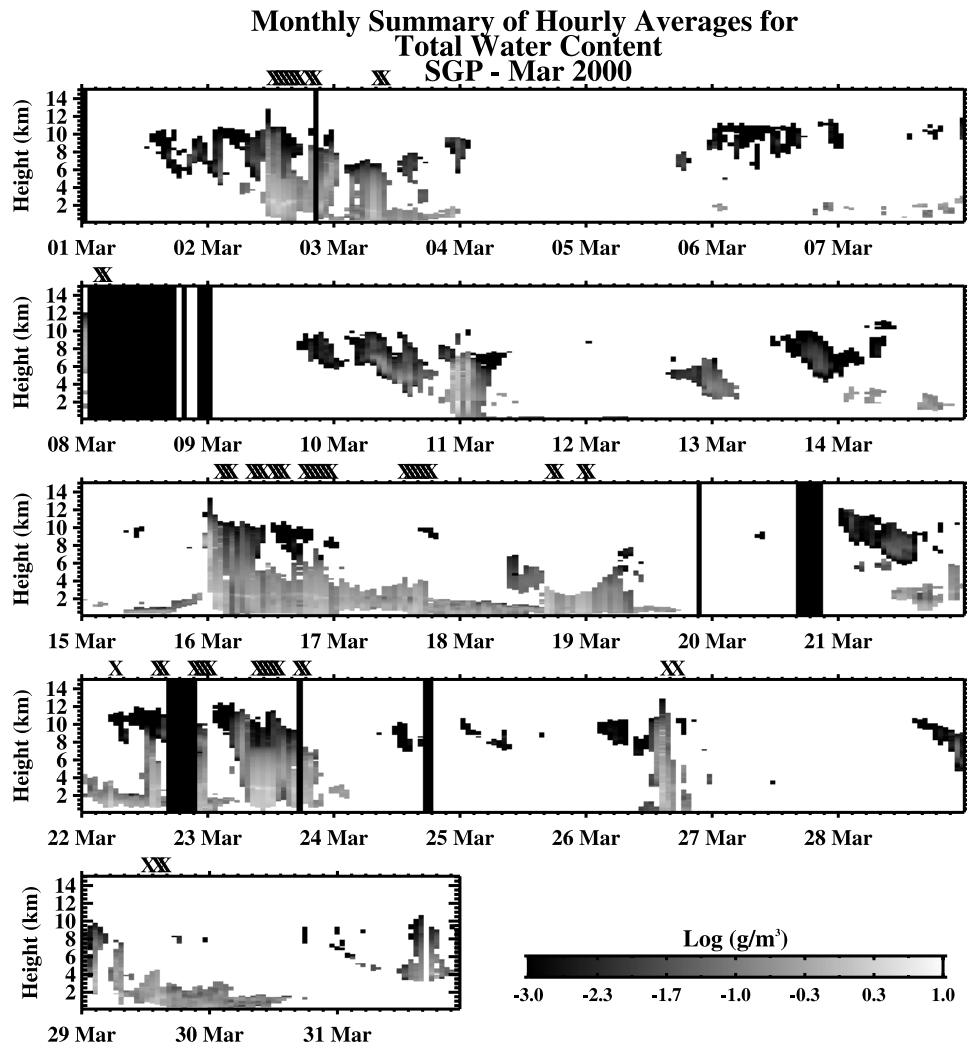 Monthly Summary of Hourly Averages for
Total Water Content
SGP - Mar 2000
XXXXXXX XX XX
Height (km)
14
12
10
8
6
4
2
01 Mar 02 Mar 03 Mar 04 Mar 05 Mar 06 Mar 07 Mar
XX
Height (km)
14
12
10
8
6
4
2
08 Mar 09 Mar 10 Mar 11 Mar 12 Mar 13 Mar 14 Mar
Height (km)
14
12
10
8
6
4
2
15 Mar 16 Mar 17 Mar 18 Mar 19 Mar 20 Mar 21 Mar
Height (km)
14
12
10
8
6
4
2
22 Mar 23 Mar 24 Mar 25 Mar 26 Mar 27 Mar 28 Mar
Height (km)
14
12
10
8
6
4
2
29 Mar 30 Mar 31 Mar
Log (g/m³)
-3.0 -2.3 -1.7 -1.0 -0.3 0.3 1.0